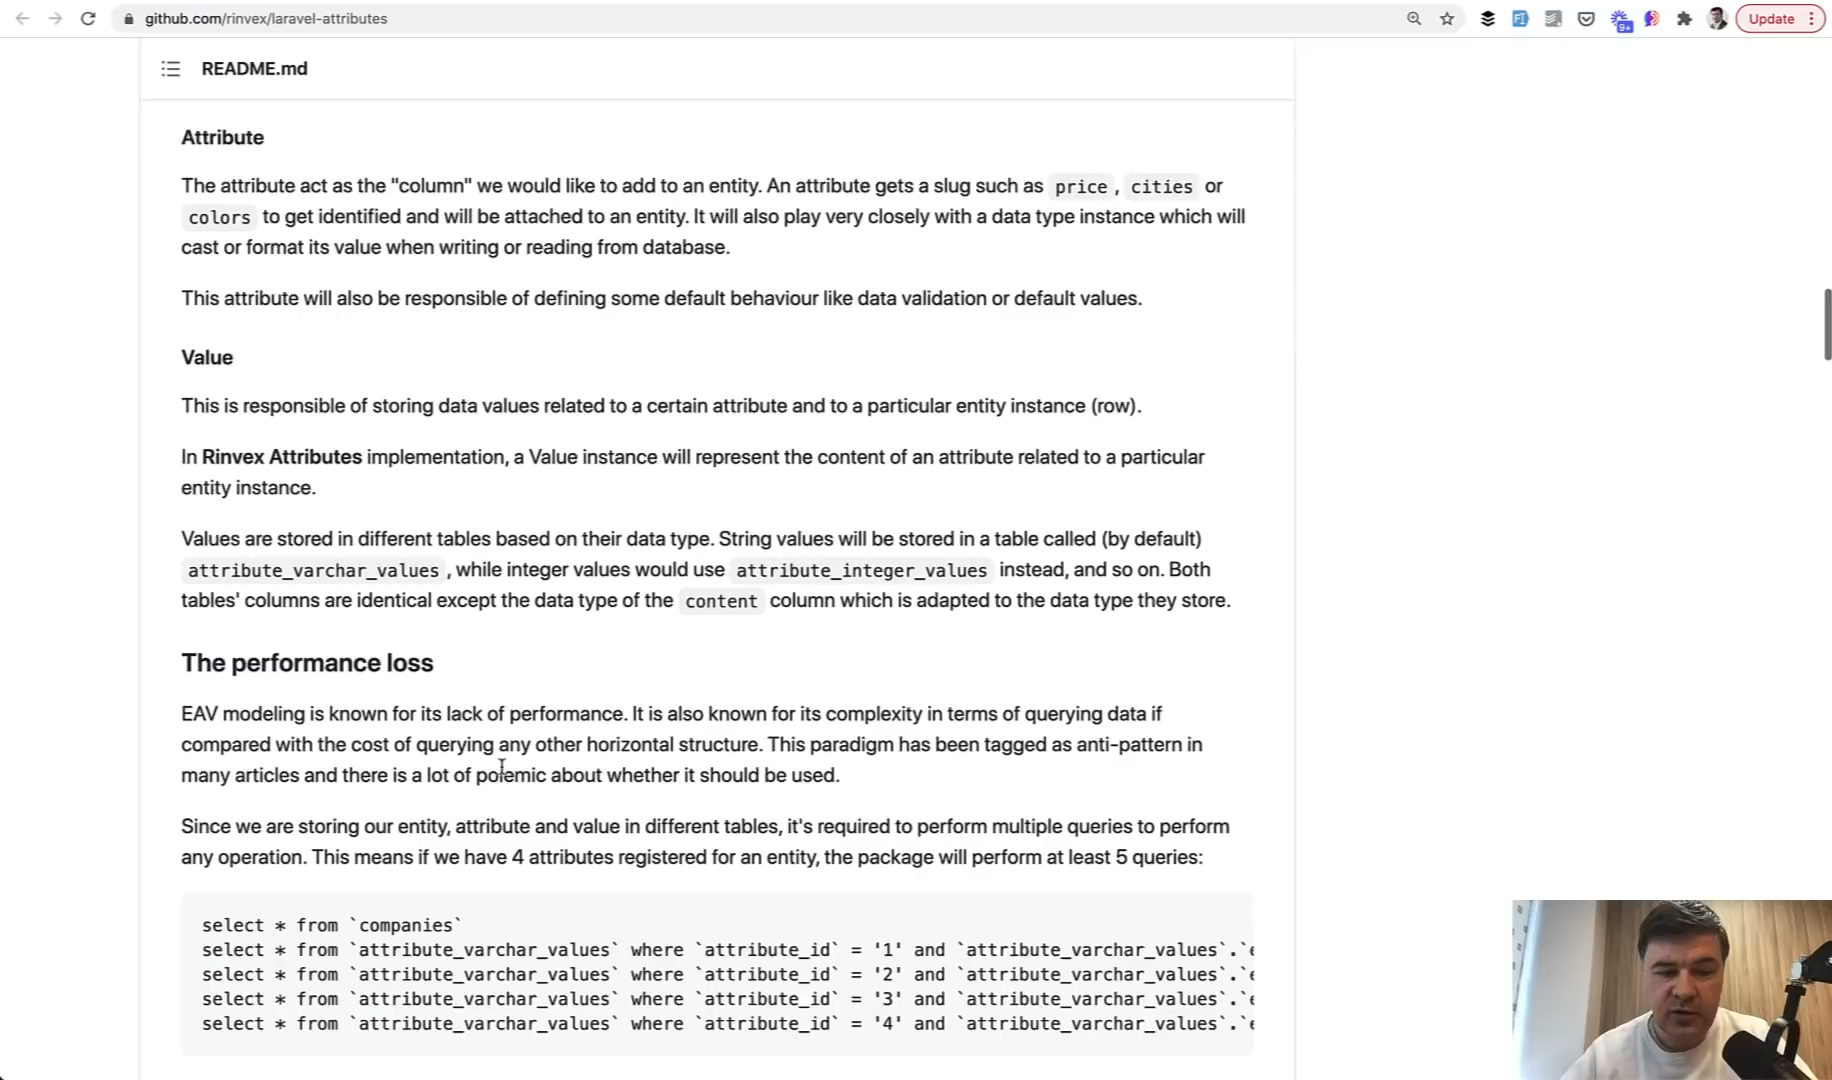 github.com/rinvex/laravel-attributes
Update
README.md
Attribute
The attribute act as the "column" we would like to add to an entity. An attribute gets a slug such as price , cities or
colors to get identified and will be attached to an entity. It will also play very closely with a data type instance which will
cast or format its value when writing or reading from database.
This attribute will also be responsible of defining some default behaviour like data validation or default values.
Value
This is responsible of storing data values related to a certain attribute and to a particular entity instance (row).
In Rinvex Attributes implementation, a Value instance will represent the content of an attribute related to a particular
entity instance.
Values are stored in different tables based on their data type. String values will be stored in a table called (by default)
attribute_varchar_values , while integer values would use attribute_integer_values instead, and so on. Both
tables' columns are identical except the data type of the content column which is adapted to the data type they store.
The performance loss
EAV modeling is known for its lack of performance. It is also known for its complexity in terms of querying data if
compared with the cost of querying any other horizontal structure. This paradigm has been tagged as anti-pattern in
many articles and there is a lot of polemic about whether it should be used.
Since we are storing our entity, attribute and value in different tables, it's required to perform multiple queries to perform
any operation. This means if we have 4 attributes registered for an entity, the package will perform at least 5 queries:
select * from `companies`
select * from `attribute_varchar_values` where `attribute_id` = '1' and `attribute_varchar_values`.`
select * from `attribute_varchar_values` where `attribute_id` = '2' and `attribute_varchar_values`.`
select * from `attribute_varchar_values` where `attribute_id` = '3' and `attribute_varchar_values`.`
select * from `attribute_varchar_values` where `attribute_id` = '4' and `attribute_varchar_values`.`